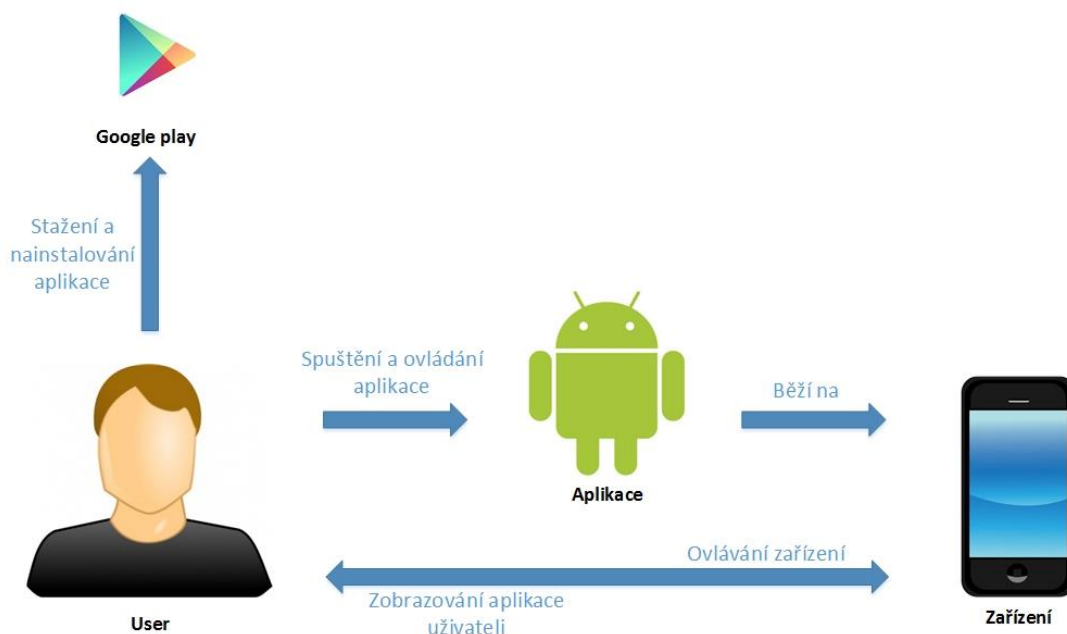 Google play
Stažení a
nainstalování
aplikace
Spuštění a ovládání
aplikace
Běží na
Aplikace
Ovlávání zařízení
Zobrazování aplikace
uživateli
User
Zařízení